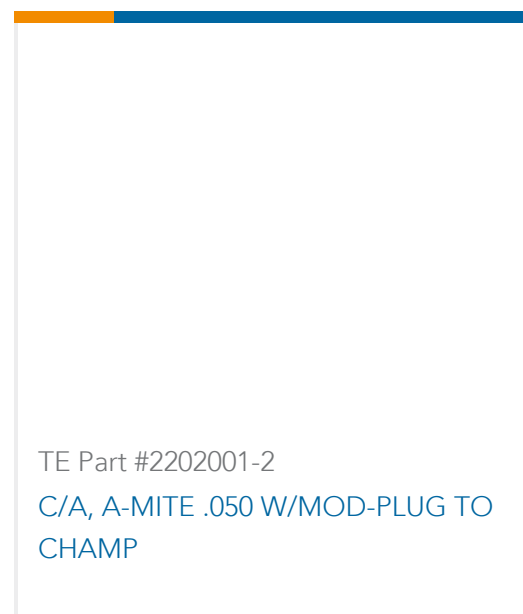 TE Part #2202001-2
C/A, A-MITE .050 W/MOD-PLUG TO
CHAMP